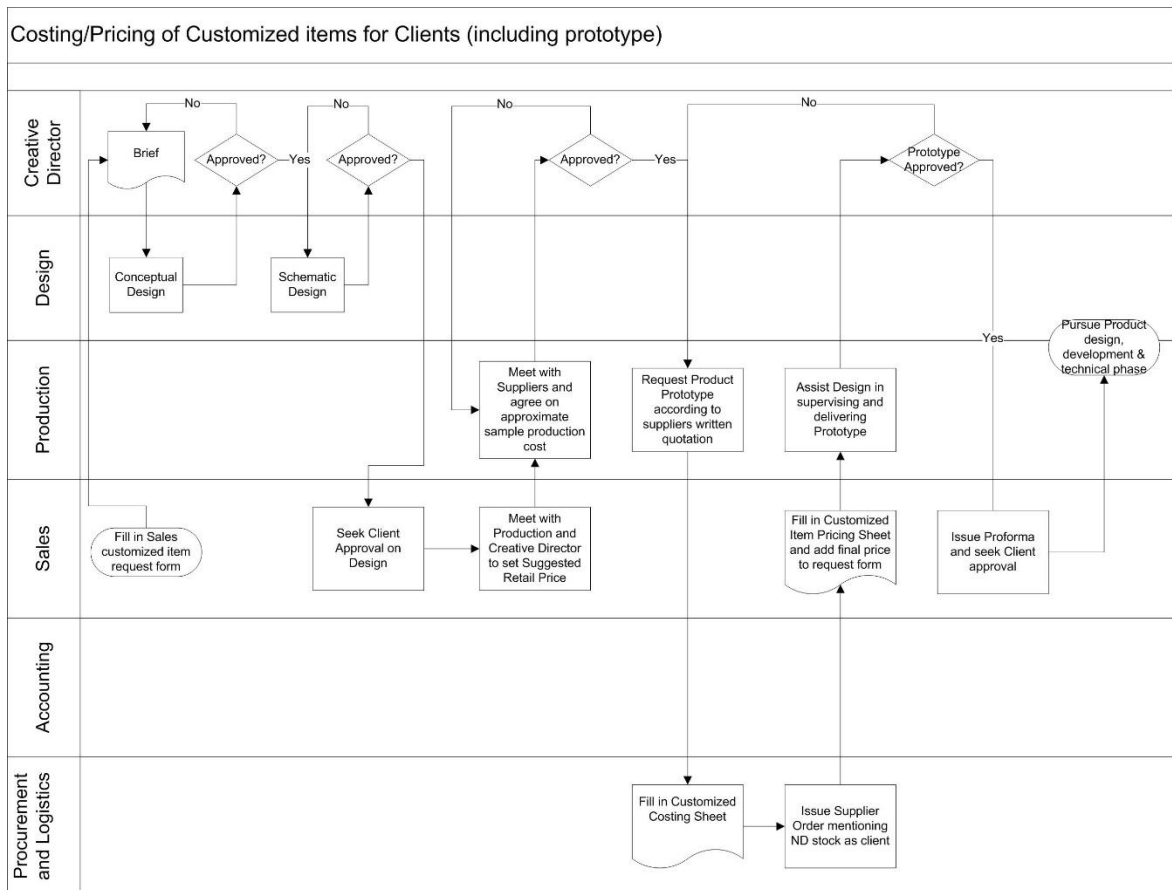 Costing/Pricing of Customized items for Clients (including prototype)
Creative
Director
No
No
No
No
Brief
Approved?
Yes
Approved?
Approved?
Yes
Prototype
Approved?
Design
Conceptual
Design
Schematic
Design
Yes
Pursue Product
design,
development &
technical phase
Production
Meet with
Suppliers and
agree on
approximate
sample production
cost
Request Product
Prototype
according to
suppliers written
quotation
Assist Design in
supervising and
delivering
Prototype
Sales
Fill in Sales
customized item
request form
Seek Client
Approval on
Design
Meet with
Production and
Creative Director
to set Suggested
Retail Price
Fill in Customized
Item Pricing Sheet
and add final price
to request form
Issue Proforma
and seek Client
approval
Accounting
Procurement
and Logistics
Fill in Customized
Costing Sheet
Issue Supplier
Order mentioning
ND stock as client